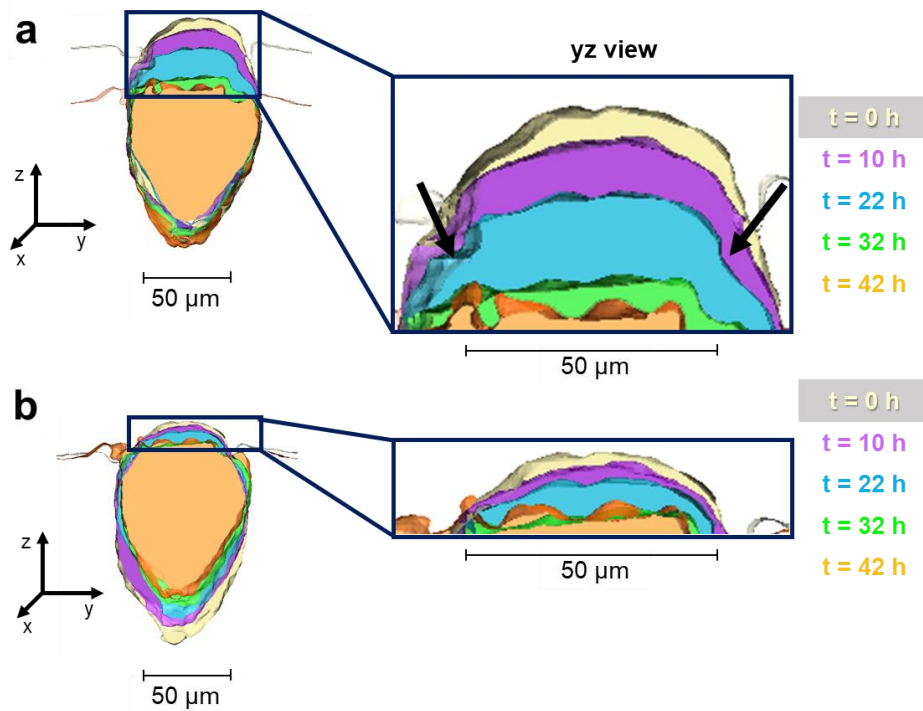 a
yz view
z
y
x
50 µm
50 µm
t = 0 h
t = 10 h
t = 22 h
t = 32 h
t = 42 h
b
z
y
x
50 µm
50 µm
t = 0 h
t = 10 h
t = 22 h
t = 32 h
t = 42 h